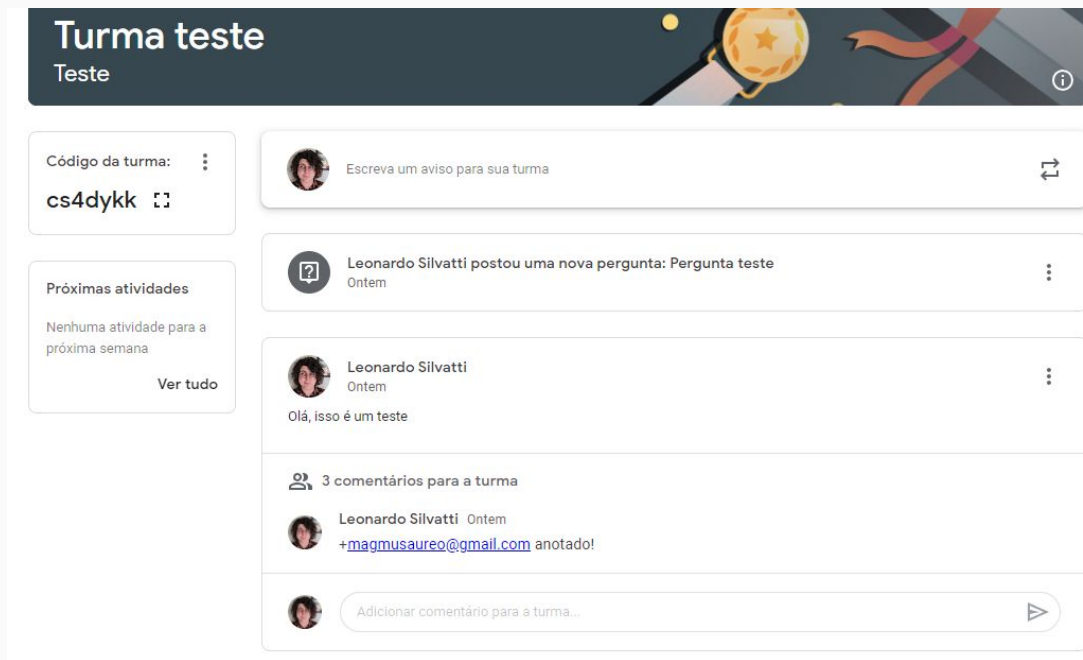 Turma teste
Teste
Código da turma:
cs4dykk
Próximas atividades
Nenhuma atividade para a
próxima semana
Ver tudo
Escreva um aviso para sua turma
Leonardo Silvatti postou uma nova pergunta: Pergunta teste
Ontem
Leonardo Silvatti
Ontem
Olá, isso é um teste
3 comentários para a turma
Leonardo Silvatti Ontem
+magmusaureo@gmail.com anotado!
Adicionar comentário para a turma...